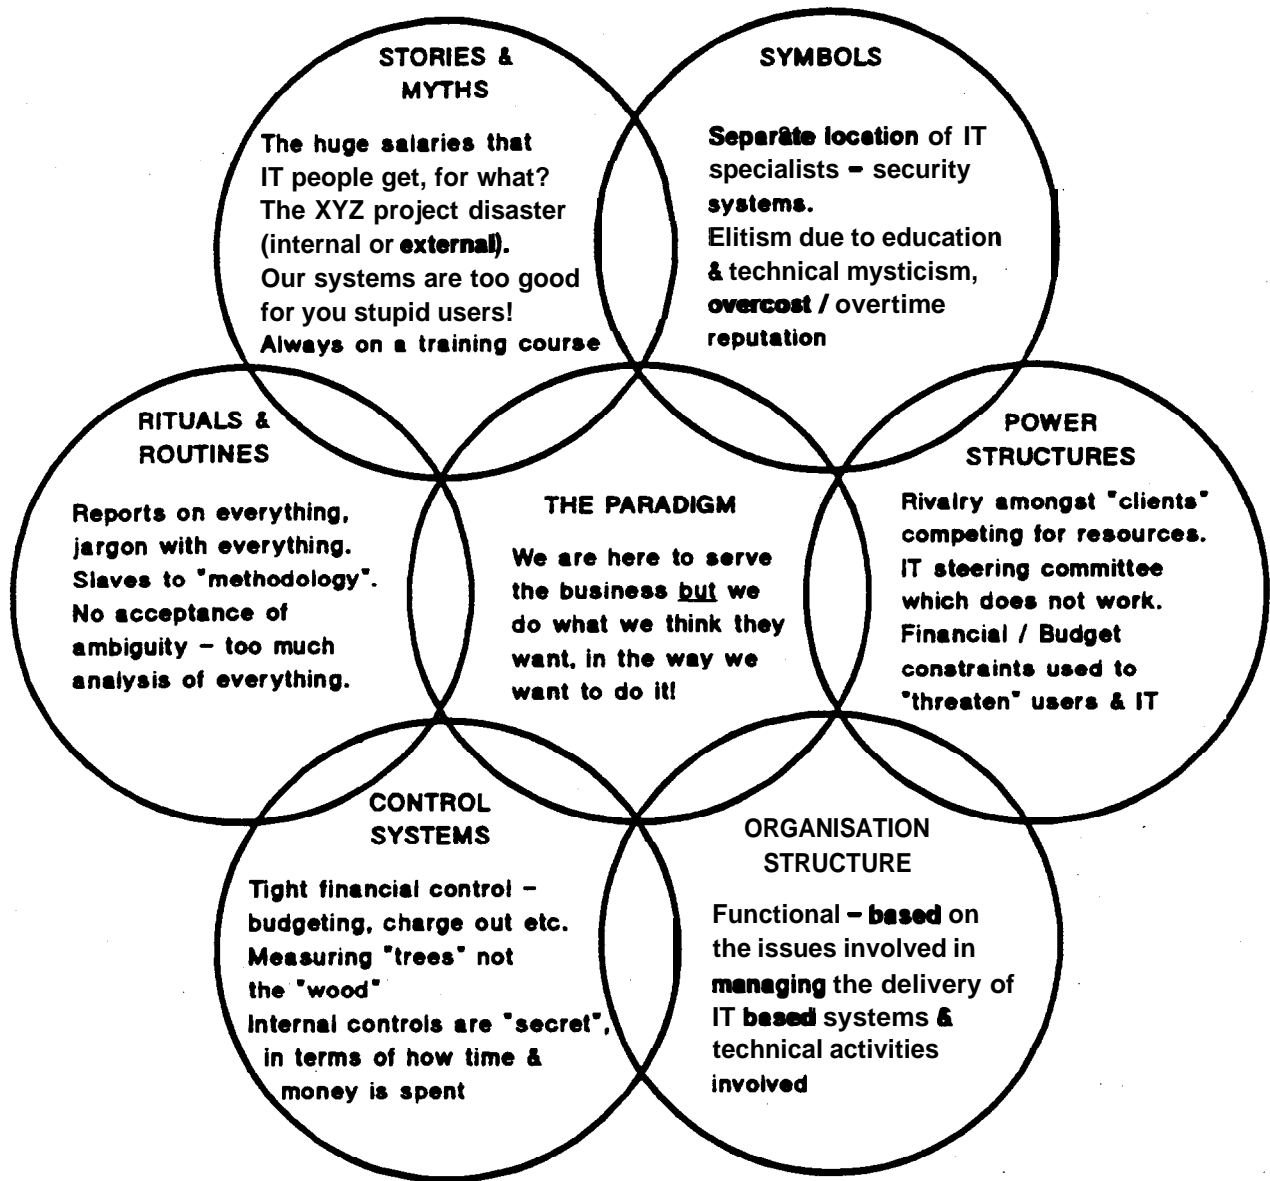 STORIES &
MYTHS
The huge salaries that
IT people get, for what?
The XYZ project disaster
(internal or external).
Our systems are too good
for you stupid users!
Always on a training course
SYMBOLS
Separate location of IT
specialists – security
systems.
Elitism due to education
& technical mysticism,
overcost / overtime
reputation
RITUALS &
ROUTINES
Reports on everything,
jargon with everything.
Slaves to "methodology".
No acceptance of
ambiguity – too much
analysis of everything.
THE PARADIGM
We are here to serve
the business but we
do what we think they
want, in the way we
want to do it!
POWER
STRUCTURES
Rivalry amongst "clients"
competing for resources.
IT steering committee
which does not work.
Financial / Budget
constraints used to
"threaten" users & IT
CONTROL
SYSTEMS
Tight financial control –
budgeting, charge out etc.
Measuring "trees" not
the "wood"
Internal controls are "secret",
in terms of how time &
money is spent
ORGANISATION
STRUCTURE
Functional – based on
the issues involved in
managing the delivery of
IT based systems &
technical activities
involved